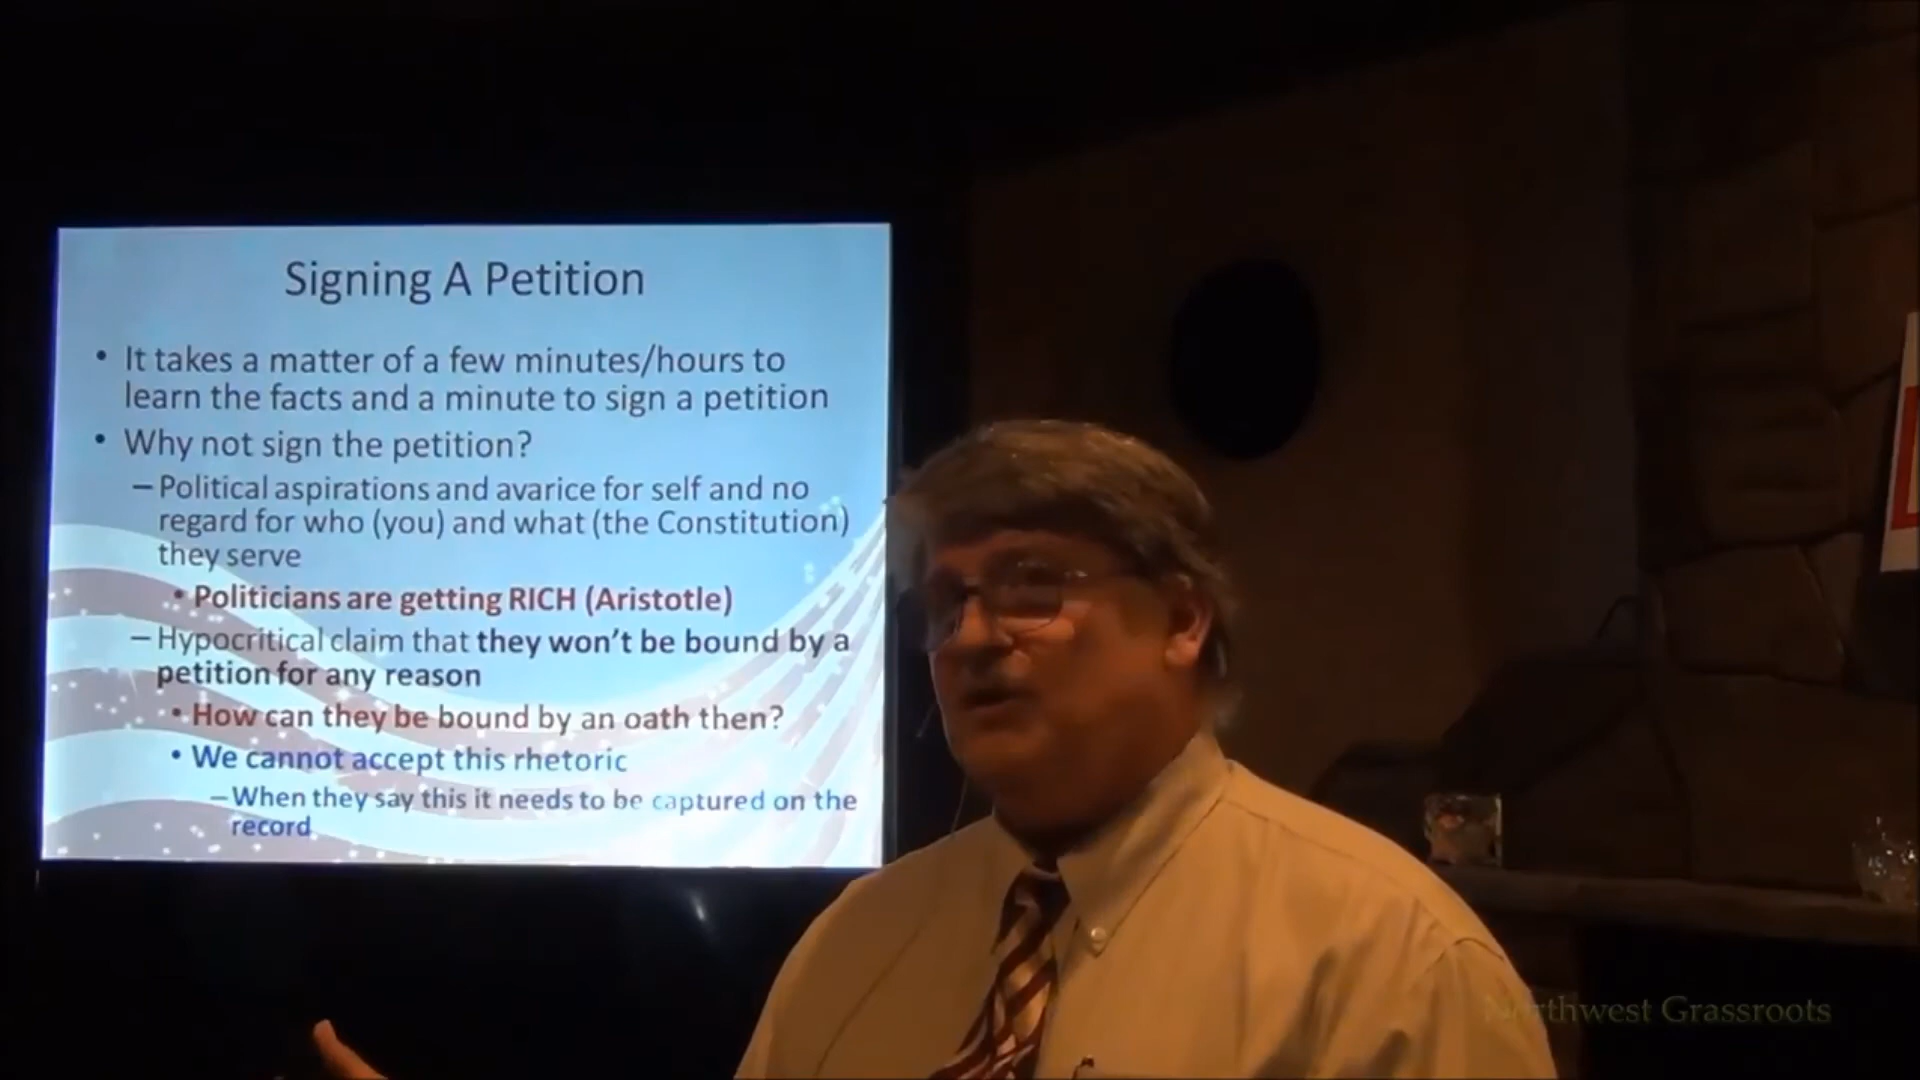 Signing A Petition
• It takes a matter of a few minutes/hours to
learn the facts and a minute to sign a petition
• Why not sign the petition?
– Political aspirations and avarice for self and no
regard for who (you) and what (the Constitution)
they serve
• Politicians are getting RICH (Aristotle)
– Hypocritical claim that they won't be bound by a
petition for any reason
• How can they be bound by an oath then?
• We cannot accept this rhetoric
– When they say this it needs to be captured on the
record
Northwest Grassroots